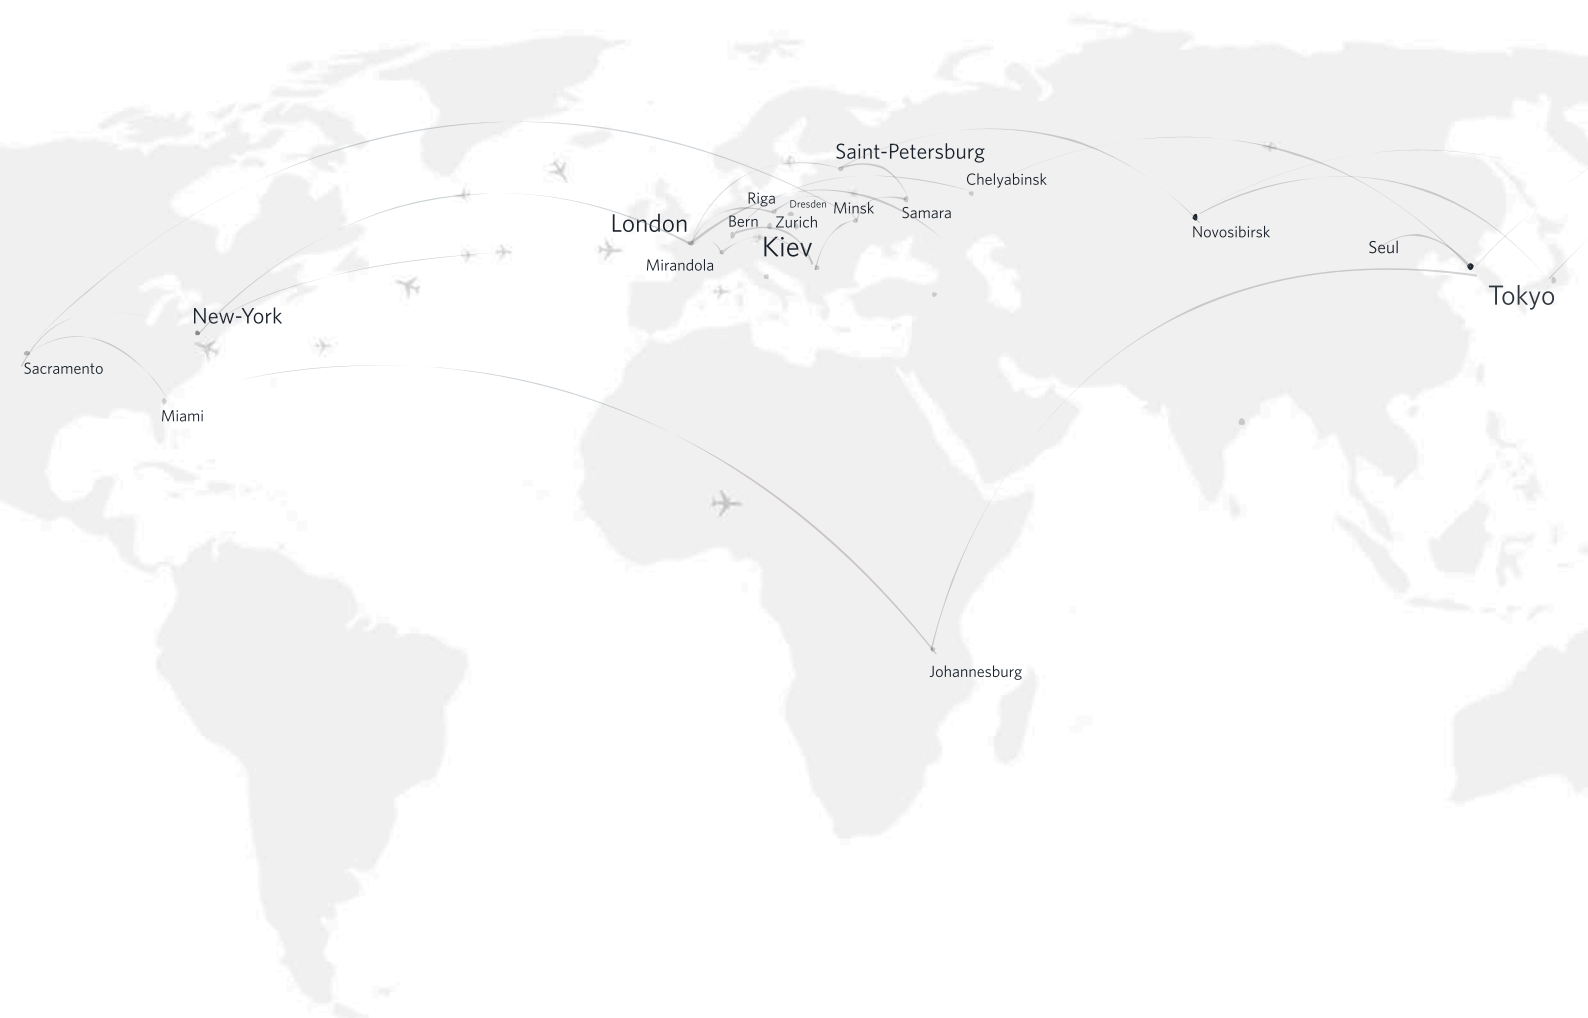 Saint-Petersburg
Chelyabinsk
Riga
Dresden
Minsk
Samara
London
Bern
Zurich
Novosibirsk
Kiev
Seul
Mirandola
Tokyo
New-York
Sacramento
Miami
Johannesburg